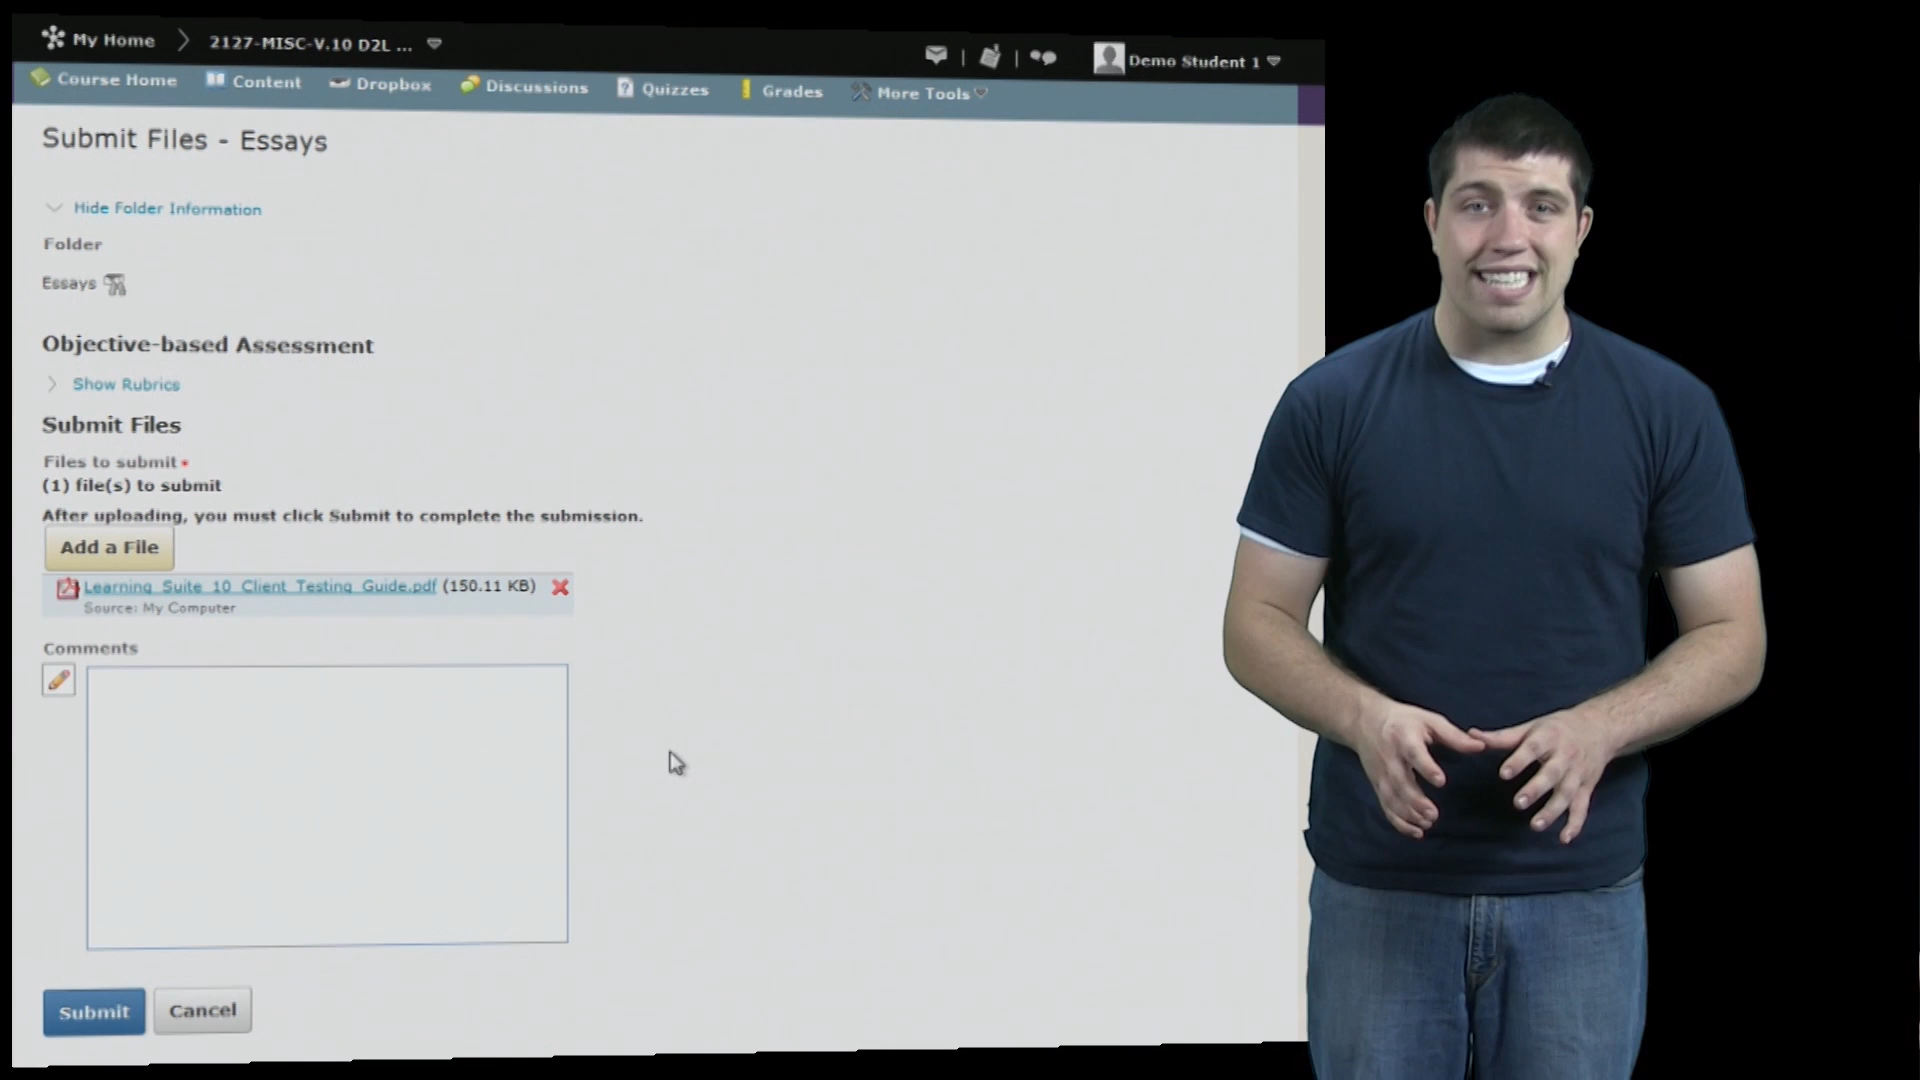 My Home
2127-MISC-V.10 D2L ...
Demo Student 1
Course Home
Content
Dropbox
Discussions
Quizzes
Grades
More Tools
Submit Files - Essays
Hide Folder Information
Folder
Essays
Objective-based Assessment
Show Rubrics
Submit Files
Files to submit *
(1) file(s) to submit
After uploading, you must click Submit to complete the submission.
Add a File
Learning_Suite_10_Client_Testing_Guide.pdf (150.11 KB)
Source: My Computer
Comments
Submit
Cancel